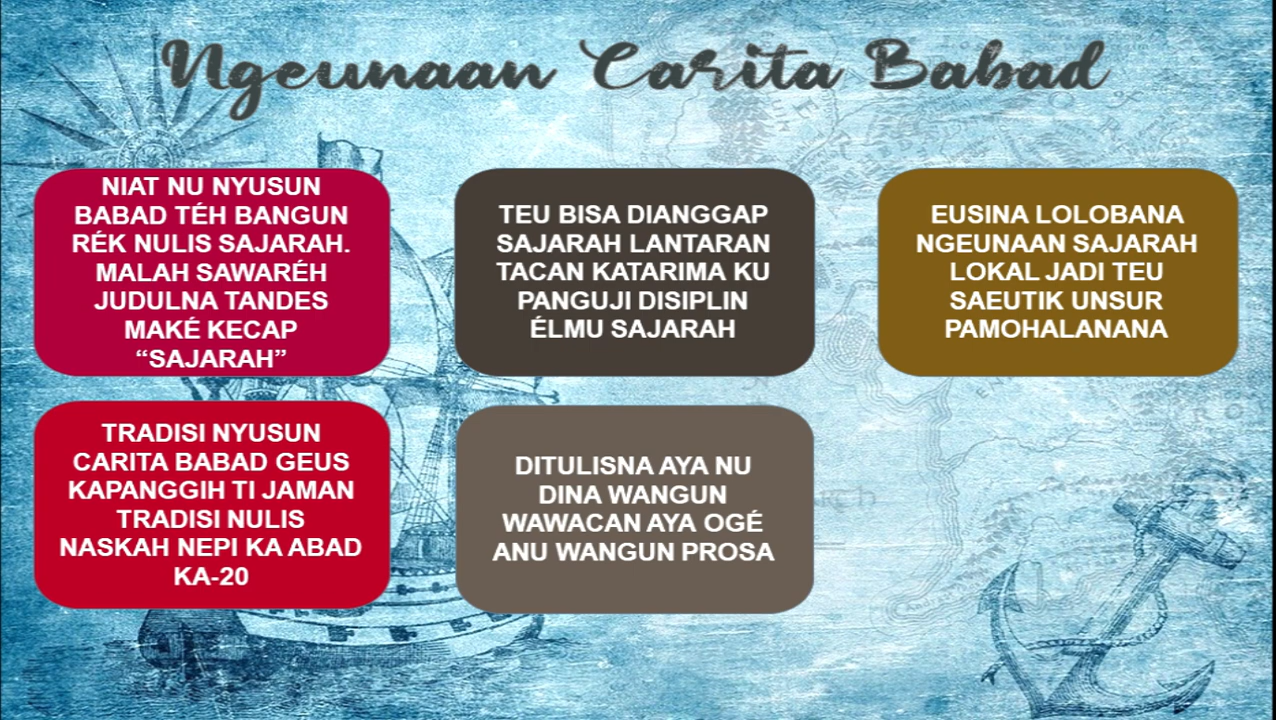 Ngeunaan Carita Babad
NIAT NU NYUSUN
BABAD TÉH BANGUN
RÉK NULIS SAJARAH.
MALAH SAWARÉH
JUDULNA TANDES
MAKÉ KECAP
“SAJARAH”
TEU BISA DIANGGAP
SAJARAH LANTARAN
TACAN KATARIMA KU
PANGUJI DISIPLIN
ÉLMU SAJARAH
EUSINA LOLOBANA
NGEUNAAN SAJARAH
LOKAL JADI TEU
SAEUTIK UNSUR
PAMOHALANANA
TRADISI NYUSUN
CARITA BABAD GEUS
KAPANGGIH TI JAMAN
TRADISI NULIS
NASKAH NEPI KA ABAD
KA-20
DITULISNA AYA NU
DINA WANGUN
WAWACAN AYA OGÉ
ANU WANGUN PROSA